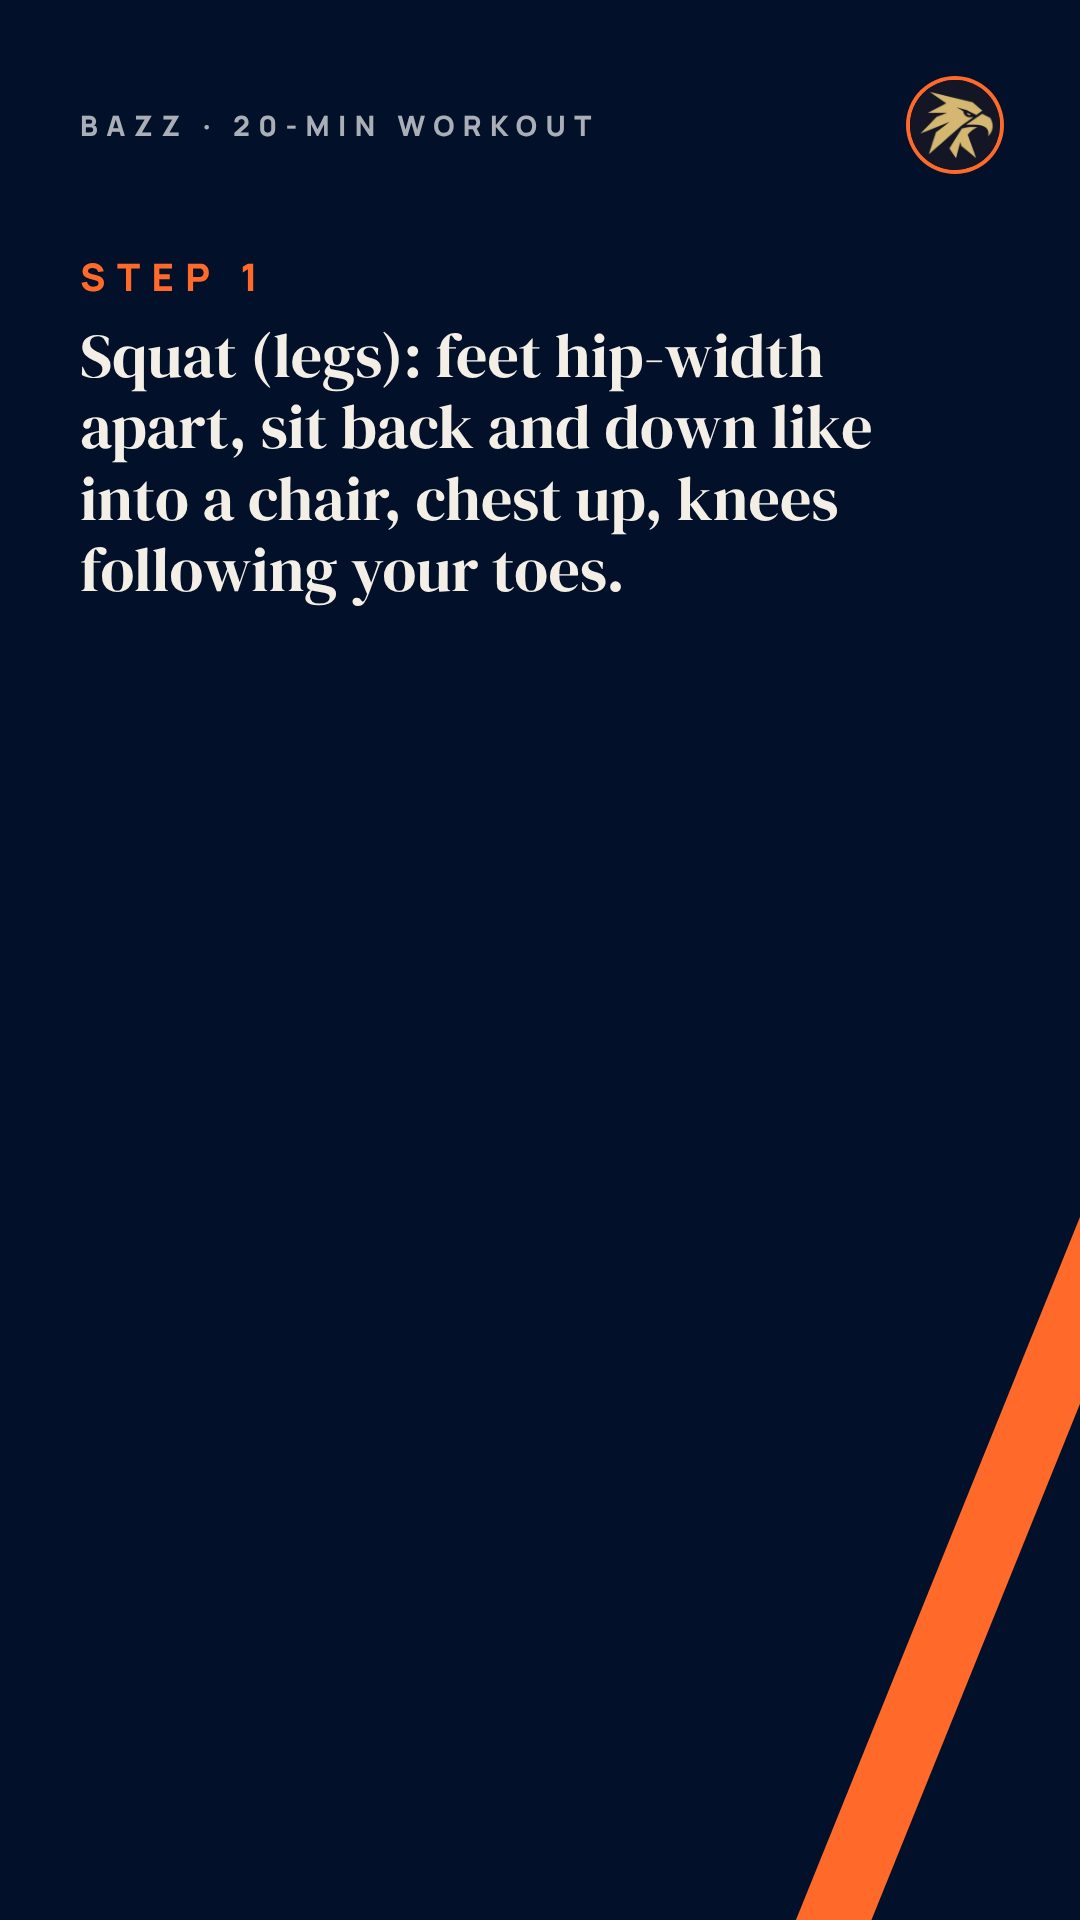 BAZZ · 20-MIN WORKOUT
STEP 1
Squat (legs): feet hip-width
apart, sit back and down like
into a chair, chest up, knees
following your toes.